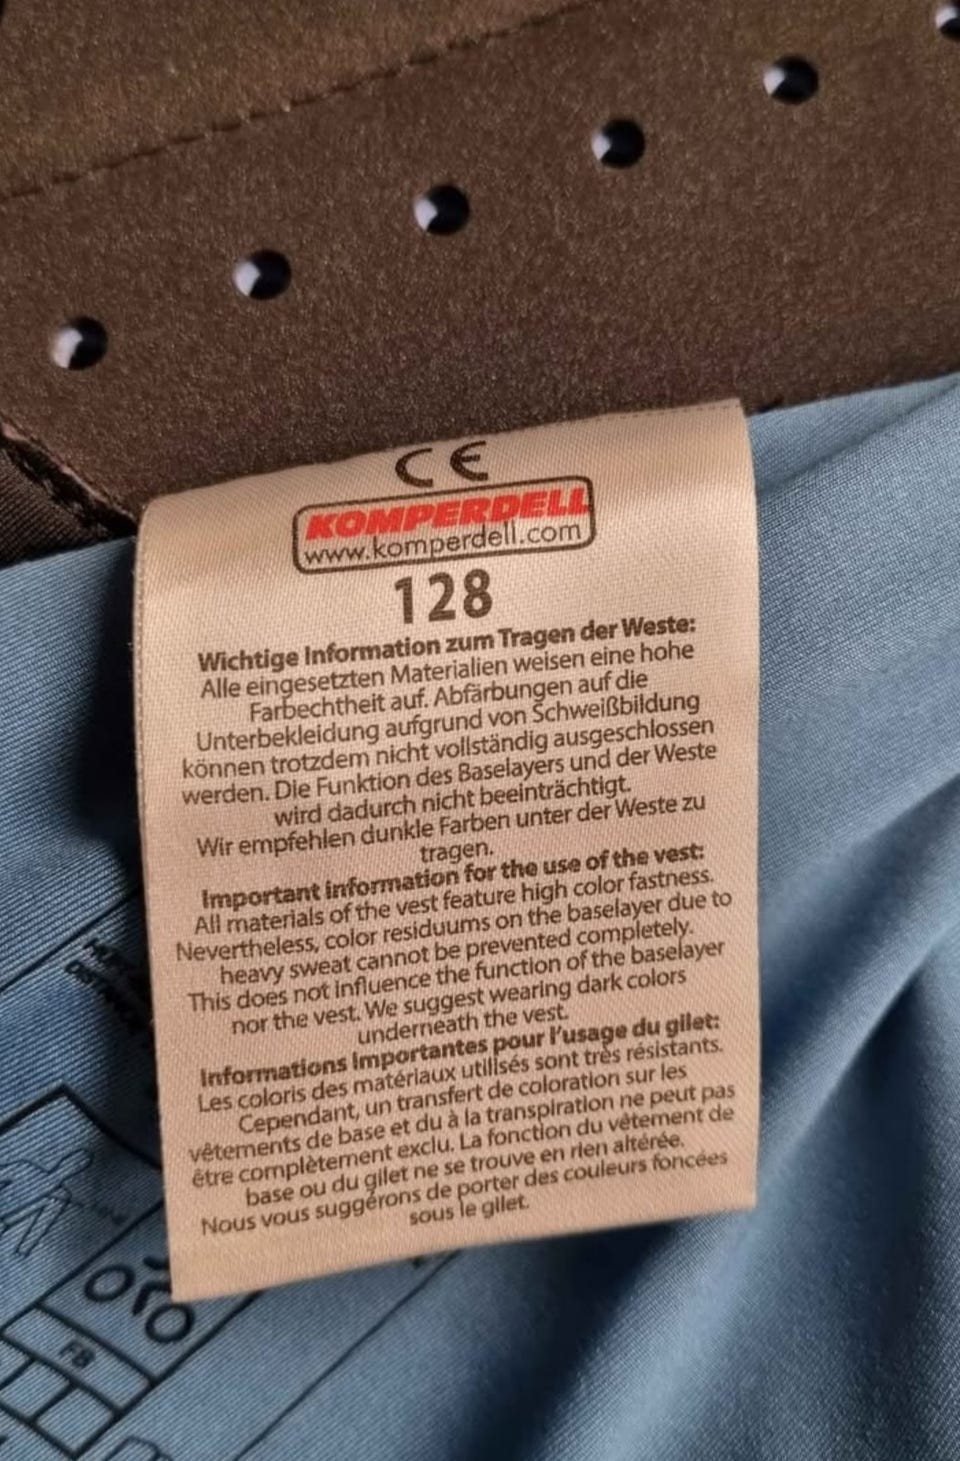 CE
KOMPERDELL
www.komperdell.com
128
Wichtige Information zum Tragen der Weste:
Alle eingesetzten Materialien weisen eine hohe
Farbechtheit auf. Abfärbungen auf die
Unterbekleidung aufgrund von Schweißbildung
können trotzdem nicht vollständig ausgeschlossen
werden. Die Funktion des Baselayers und der Weste
wird dadurch nicht beeinträchtigt.
Wir empfehlen dunkle Farben unter der Weste zu
tragen.
Important information for the use of the vest:
All materials of the vest feature high color fastness.
Nevertheless, color residuums on the baselayer due to
heavy sweat cannot be prevented completely.
This does not influence the function of the baselayer
nor the vest. We suggest wearing dark colors
underneath the vest.
Informations importantes pour l'usage du gilet:
Les coloris des matériaux utilisés sont très résistants.
Cependant, un transfert de coloration sur les
vêtements de base et du à la transpiration ne peut pas
être complètement exclu. La fonction du vêtement de
base ou du gilet ne se trouve en rien altérée.
Nous vous suggérons de porter des couleurs foncées
sous le gilet.
FB